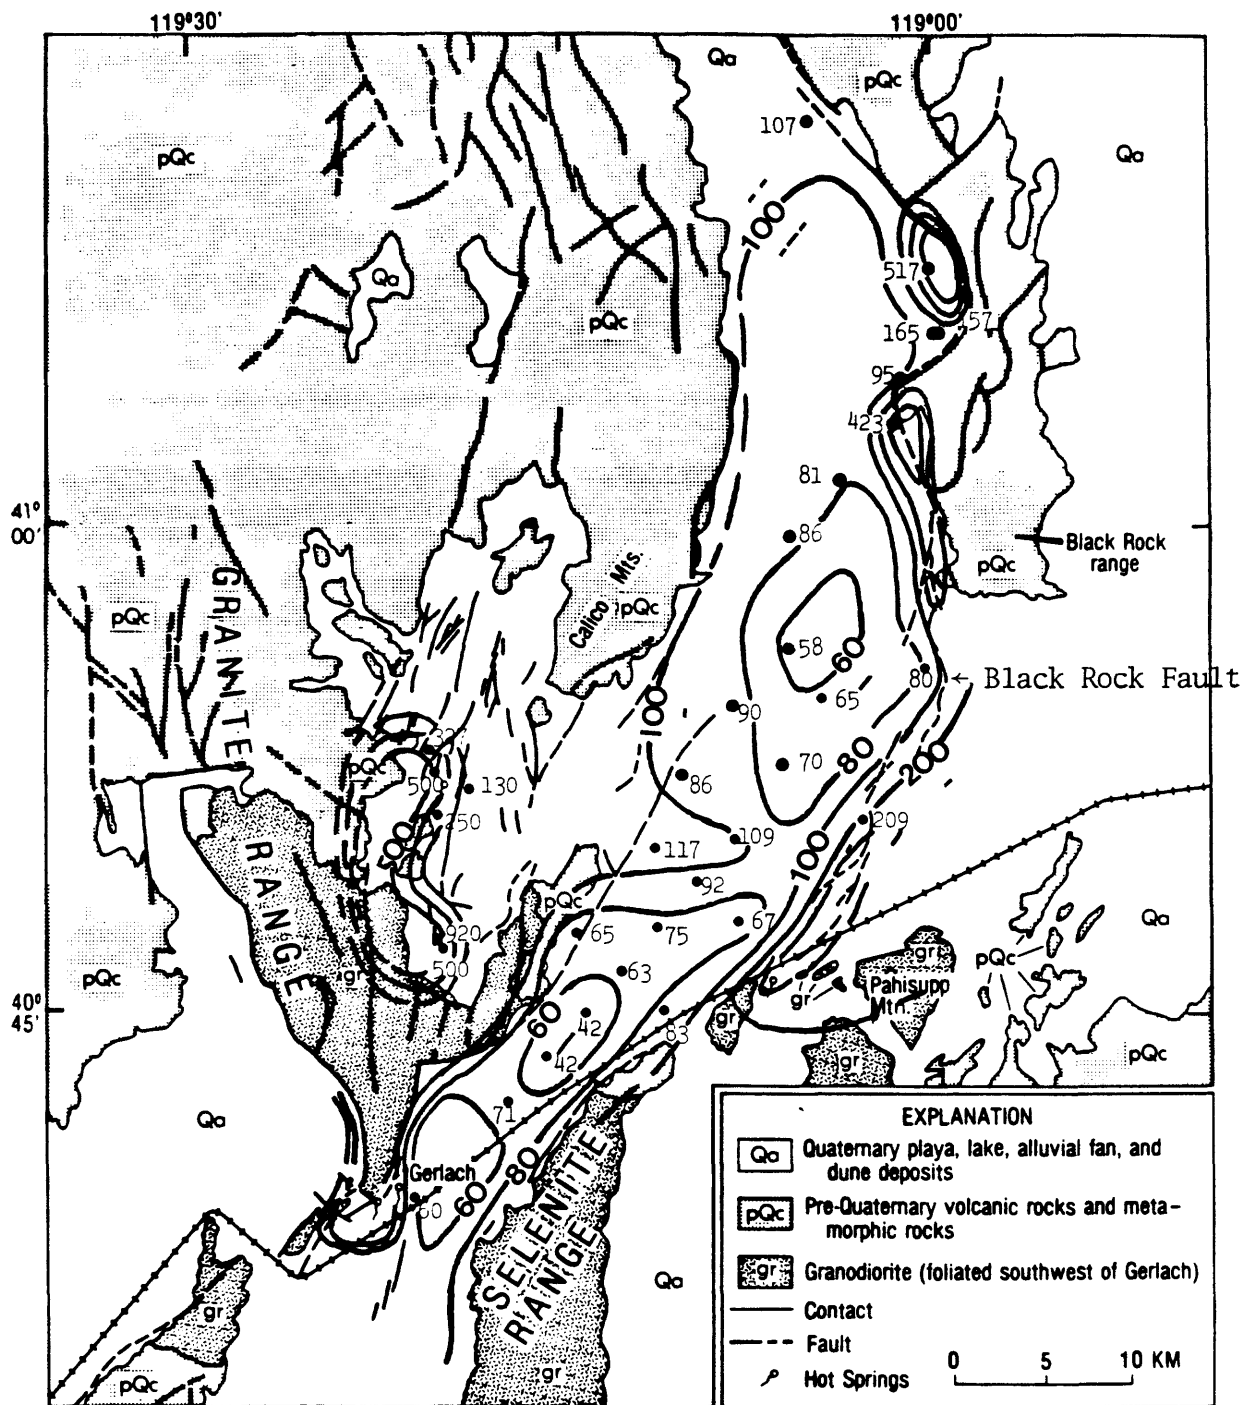 119°30'
119°00'
Qa
pQc
107
pQc
Qa
100
517
Qa
pQc
165
57
95
423
81
41°
00'
86
Black Rock
range
pQc
GRANITE
Calico Mts.
pQc
pQc
58
60
80
← Black Rock Fault
65
100
90
pQc
500
130
70
80
200
86
250
209
109
117
100
RANGE
92
pQc
67
Qa
920
65
75
500
63
gr
pQc
gr
pQc
gr
Pahisupp
Mtn.
40°
45'
60
42
83
gr
42
gr
pQc
71
Qa
Gerlach
80
60
60
SELENITE
RANGE
Qa
gr
gr
pQc
EXPLANATION
Qa
Quaternary playa, lake, alluvial fan, and
dune deposits
pQc
Pre-Quaternary volcanic rocks and meta-
morphic rocks
gr
Granodiorite (foliated southwest of Gerlach)
Contact
Fault
Hot Springs
0 5 10 KM